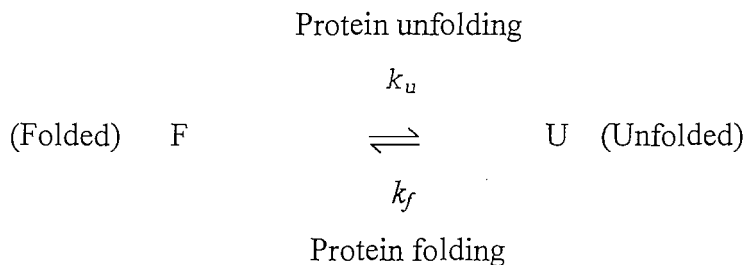 Protein unfolding
k_u
(Folded) F ⇌ U (Unfolded)
k_f
Protein folding